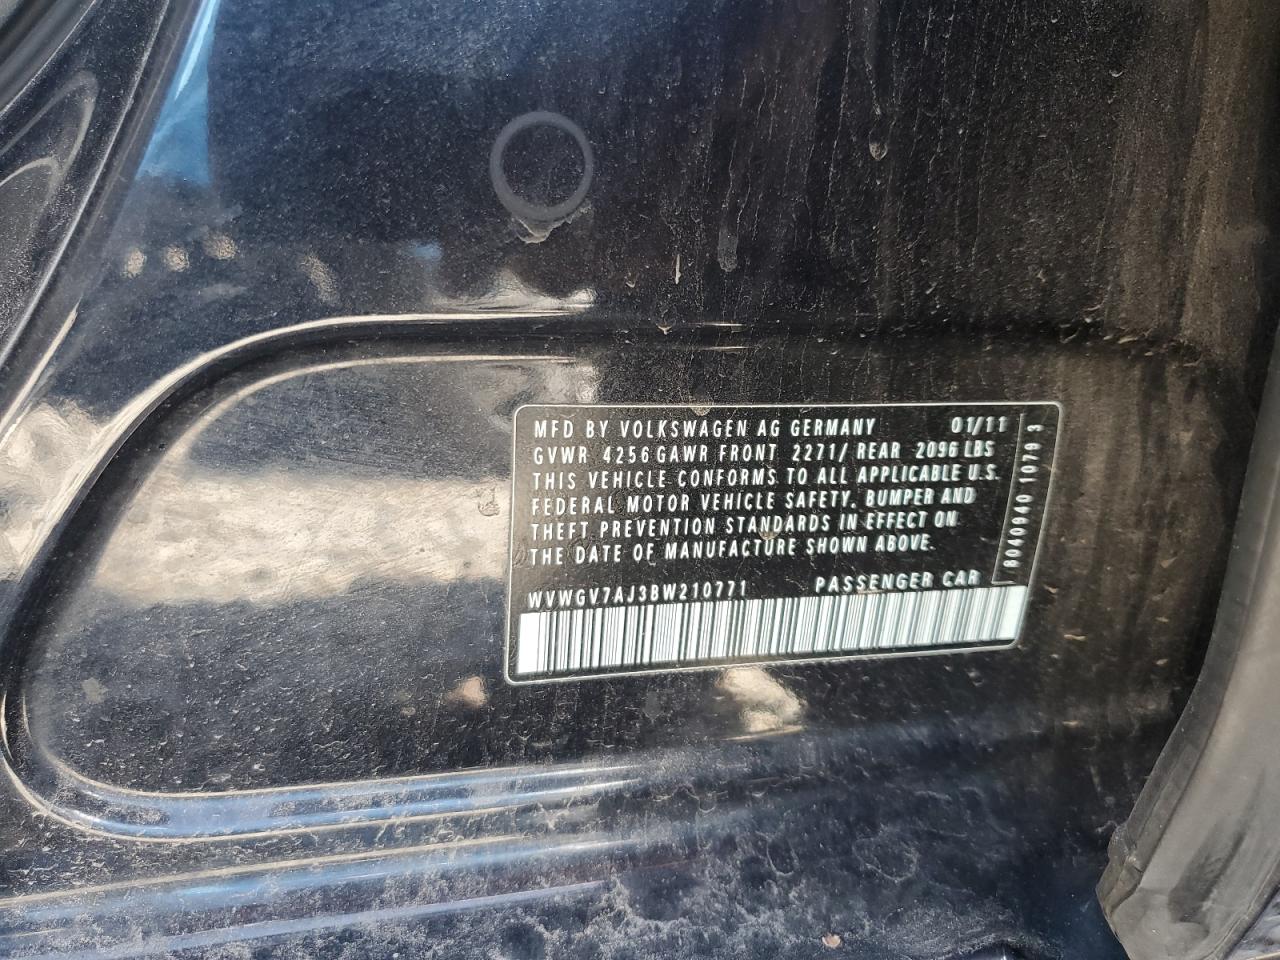 MFD BY VOLKSWAGEN AG GERMANY 01/11
GVWR 4256 GAWR FRONT 2271/ REAR 2096 LBS
THIS VEHICLE CONFORMS TO ALL APPLICABLE U.S.
FEDERAL MOTOR VEHICLE SAFETY, BUMPER AND
THEFT PREVENTION STANDARDS IN EFFECT ON
THE DATE OF MANUFACTURE SHOWN ABOVE.
WVWGV7AJ3BW210771 PASSENGER CAR
8040940 1079 3